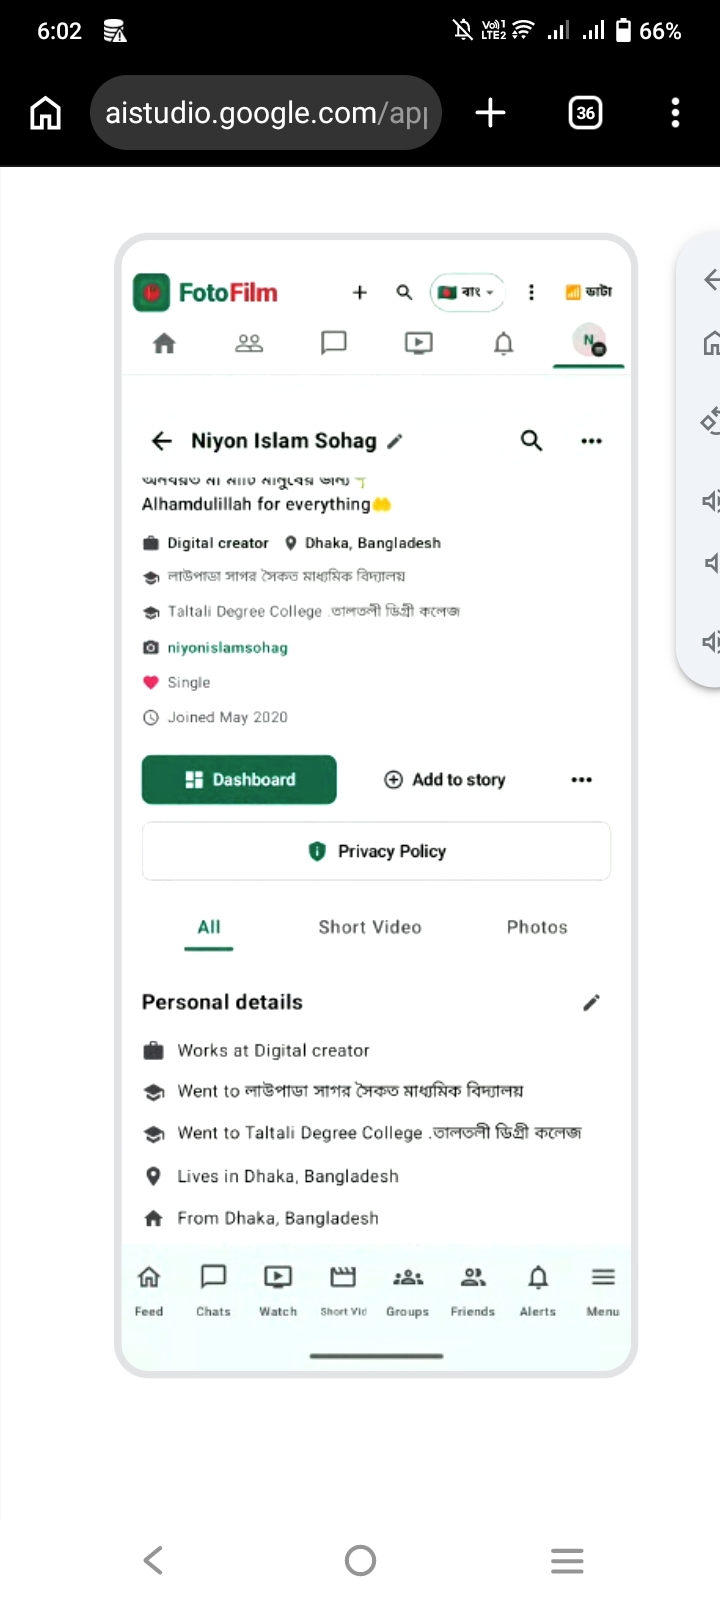 6:02
Vo)) 1
LTE2
66%
aistudio.google.com/app
36
FotoFilm
বাং
ডাটা
N
Niyon Islam Sohag
Alhamdulillah for everything🤲
Digital creator Dhaka, Bangladesh
লাউপাডা সাগর সৈকত মাধ্যমিক বিদ্যালয়
Taltali Degree College .তালতলী ডিগ্রী কলেজ
niyonislamsohag
Single
Joined May 2020
Dashboard
Add to story
Privacy Policy
All
Short Video
Photos
Personal details
Works at Digital creator
Went to লাউপাডা সাগর সৈকত মাধ্যমিক বিদ্যালয়
Went to Taltali Degree College .তালতলী ডিগ্রী কলেজ
Lives in Dhaka, Bangladesh
From Dhaka, Bangladesh
Feed
Chats
Watch
Short Vid
Groups
Friends
Alerts
Menu